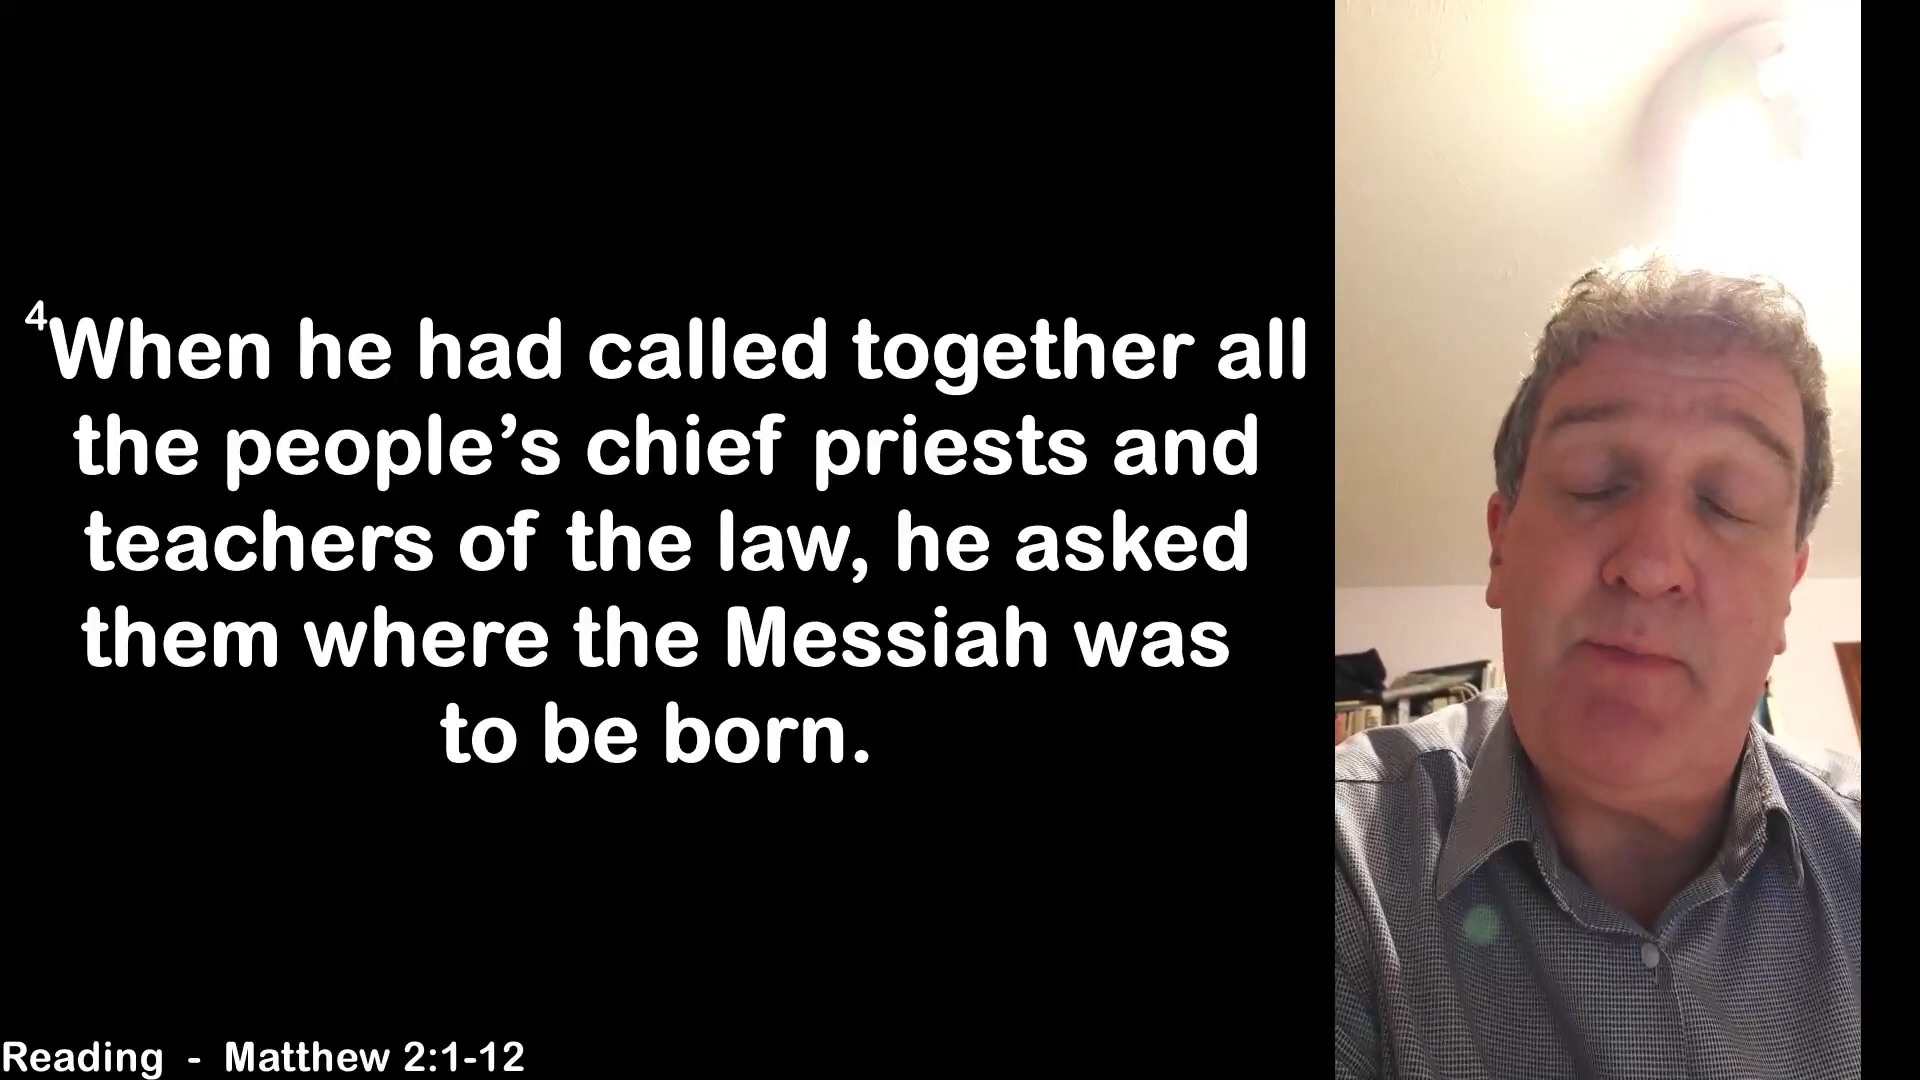 4When he had called together all
the people’s chief priests and
teachers of the law, he asked
them where the Messiah was
to be born.
Reading - Matthew 2:1-12